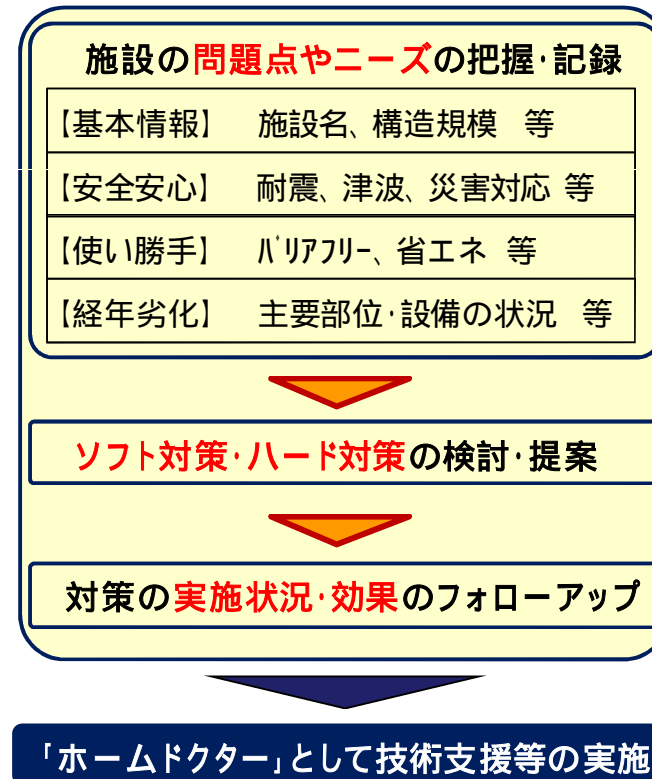 施設の問題点やニーズの把握･記録
【基本情報】 施設名、構造規模 等
【安全安心】 耐震、津波、災害対応 等
【使い勝手】 ﾊﾞﾘｱﾌﾘｰ、省エネ 等
【経年劣化】 主要部位･設備の状況 等
ソフト対策･ハード対策の検討･提案
対策の実施状況･効果のフォローアップ
「ホームドクター」として技術支援等の実施